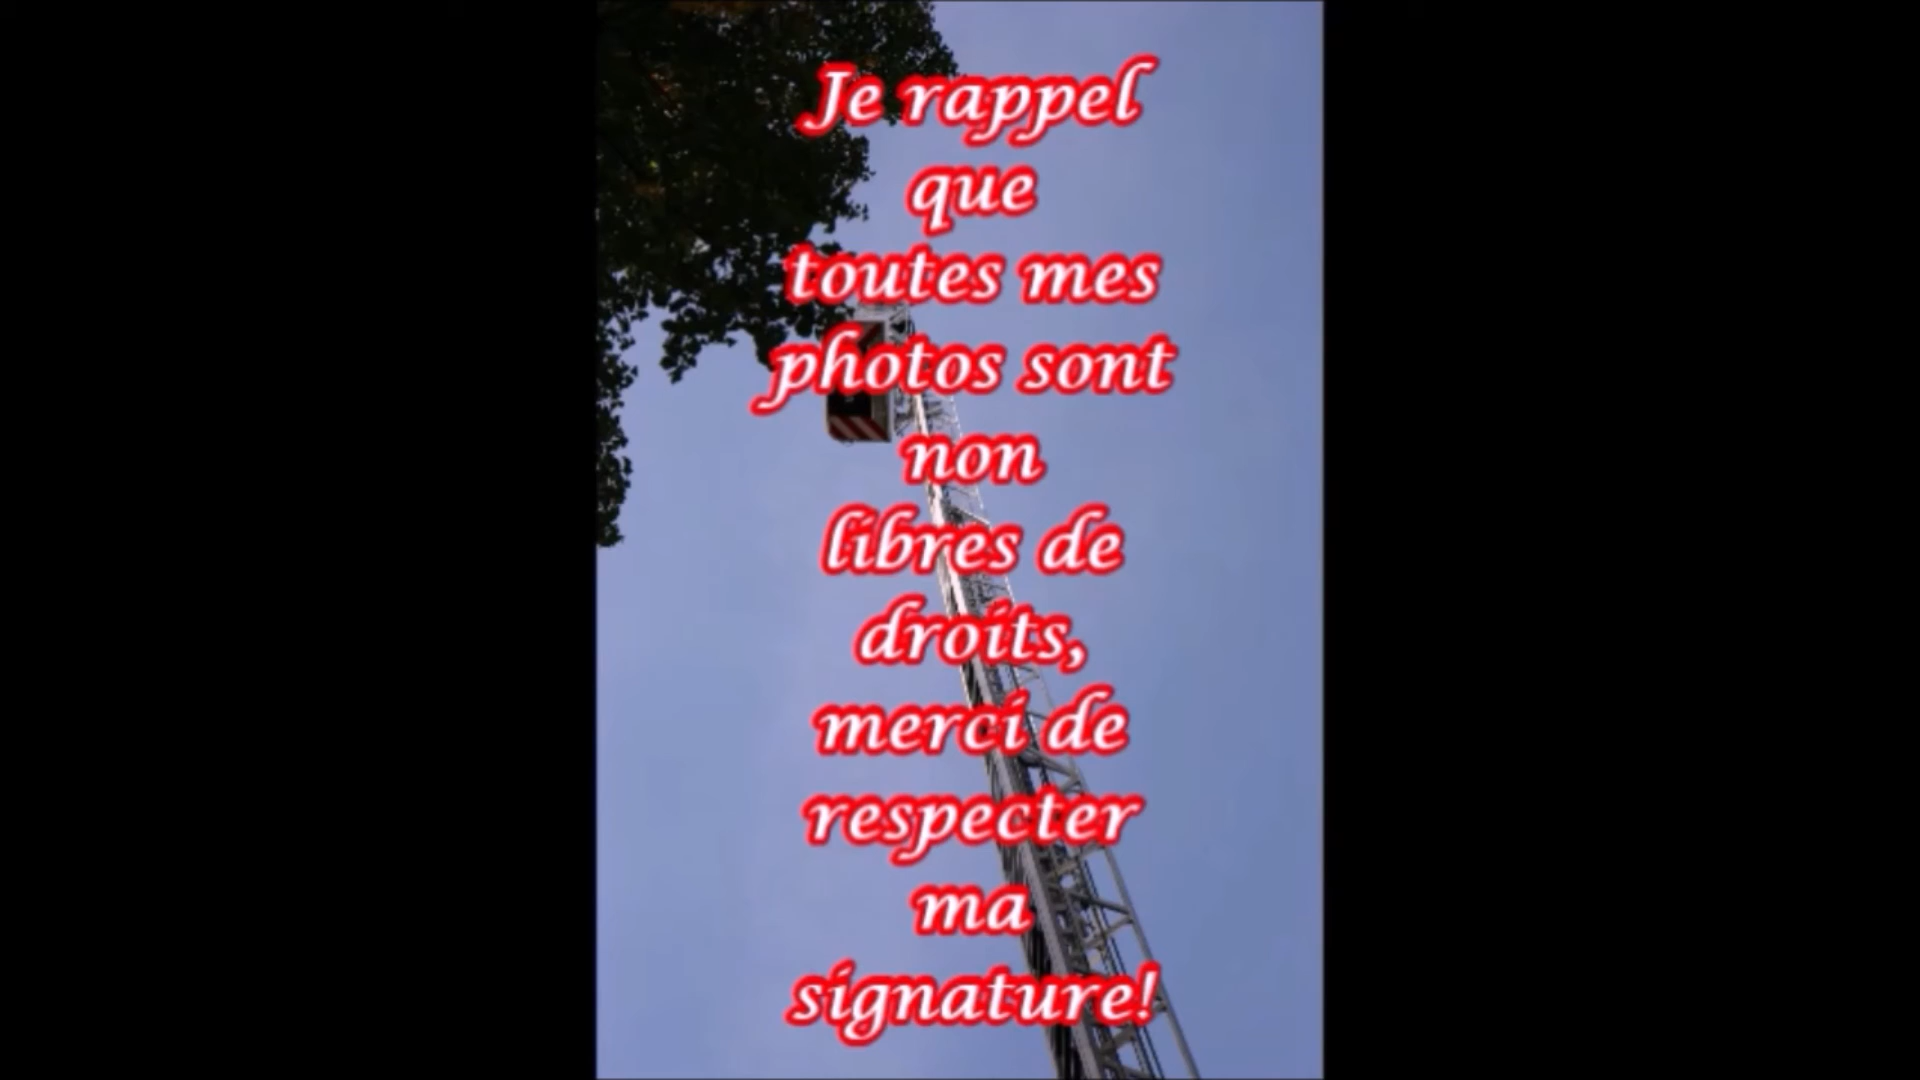 Je rappel
que
toutes mes
photos sont
non
libres de
droits,
merci de
respecter
ma
signature!